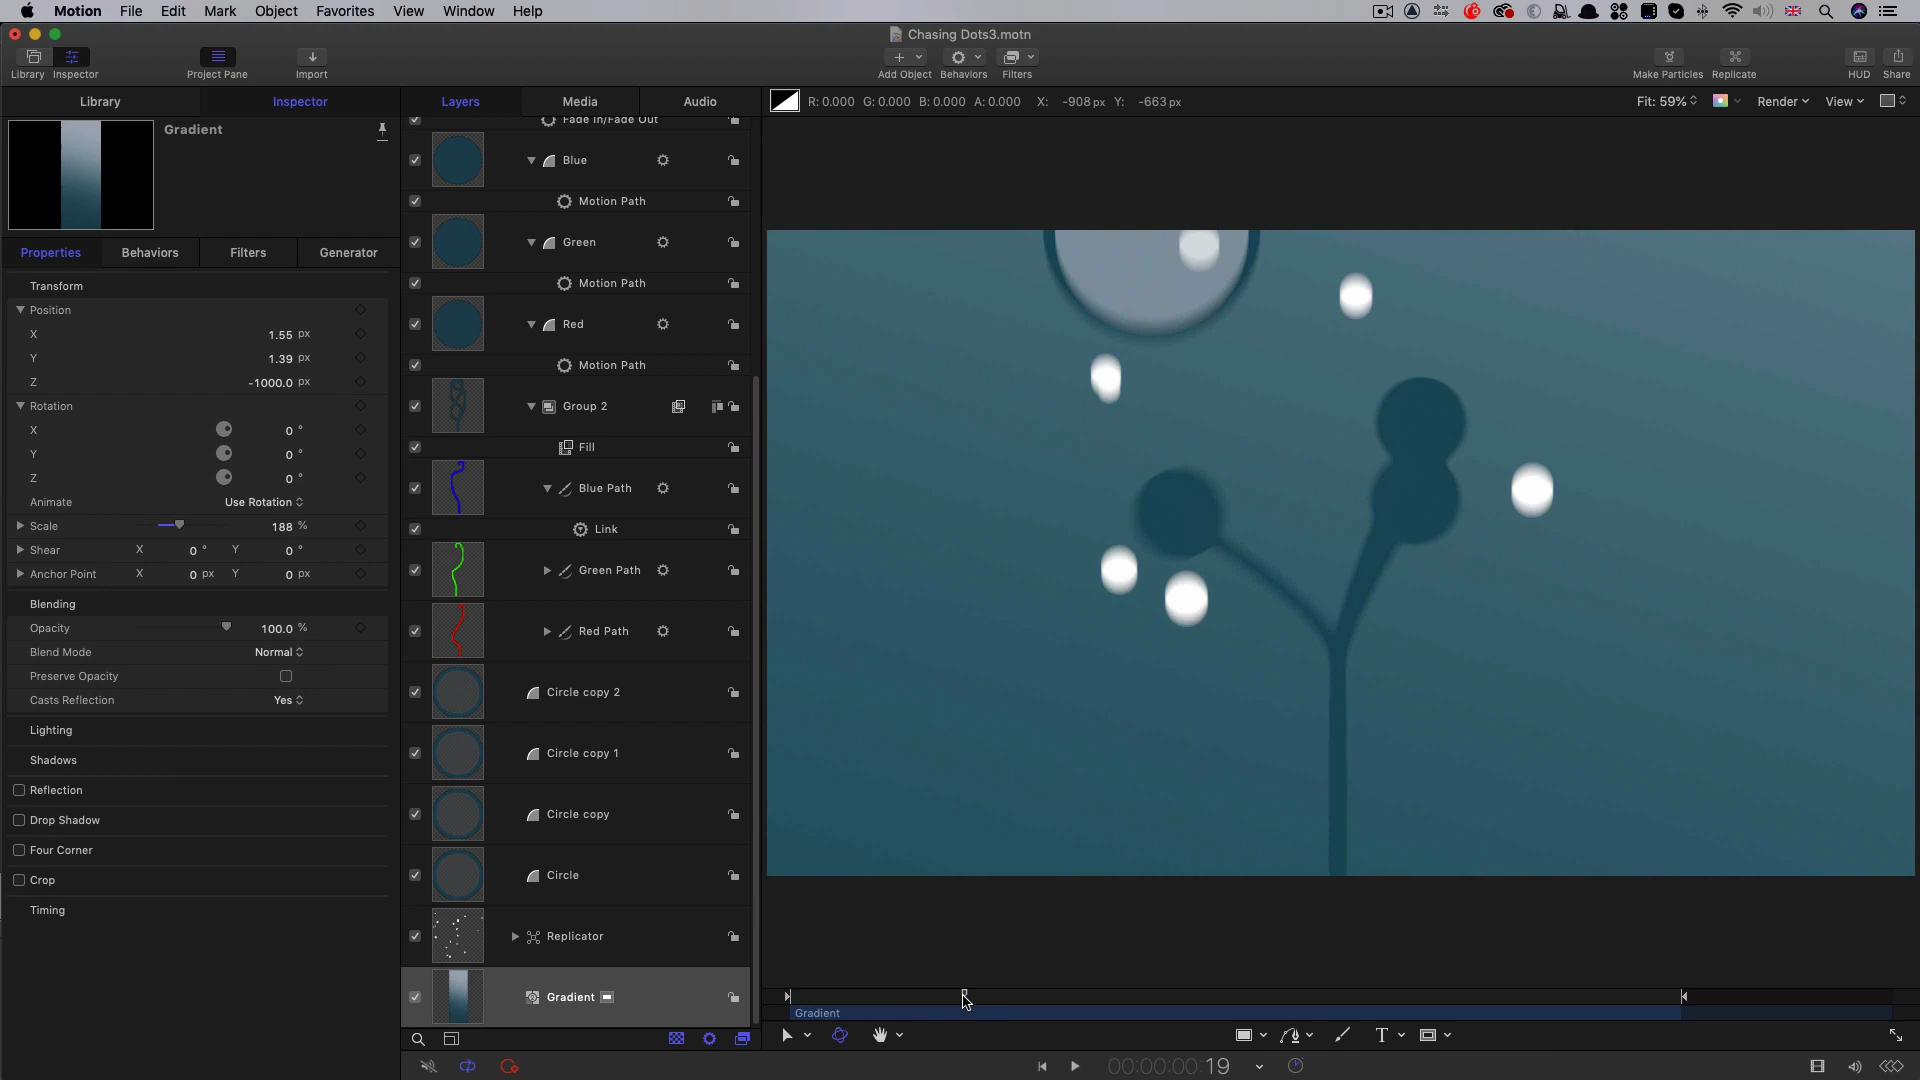 Motion File Edit Mark Object Favorites View Window Help
Chasing Dots3.motn
Library Inspector Project Pane Import Add Object Behaviors Filters Make Particles Replicate HUD Share
Library Inspector Layers Media Audio R: 0.000 G: 0.000 B: 0.000 A: 0.000 X: -908 px Y: -663 px Fit: 59% Render View
Gradient
Properties Behaviors Filters Generator
Transform
Position
X 1.55 px
Y 1.39 px
Z -1000.0 px
Rotation
X 0 °
Y 0 °
Z 0 °
Animate Use Rotation
Scale 188 %
Shear X 0 ° Y 0 °
Anchor Point X 0 px Y 0 px
Blending
Opacity 100.0 %
Blend Mode Normal
Preserve Opacity
Casts Reflection Yes
Lighting
Shadows
Reflection
Drop Shadow
Four Corner
Crop
Timing
Fade In/Fade Out
Blue
Motion Path
Green
Motion Path
Red
Motion Path
Group 2
Fill
Blue Path
Link
Green Path
Red Path
Circle copy 2
Circle copy 1
Circle copy
Circle
Replicator
Gradient
Gradient
T
00:00:00:19